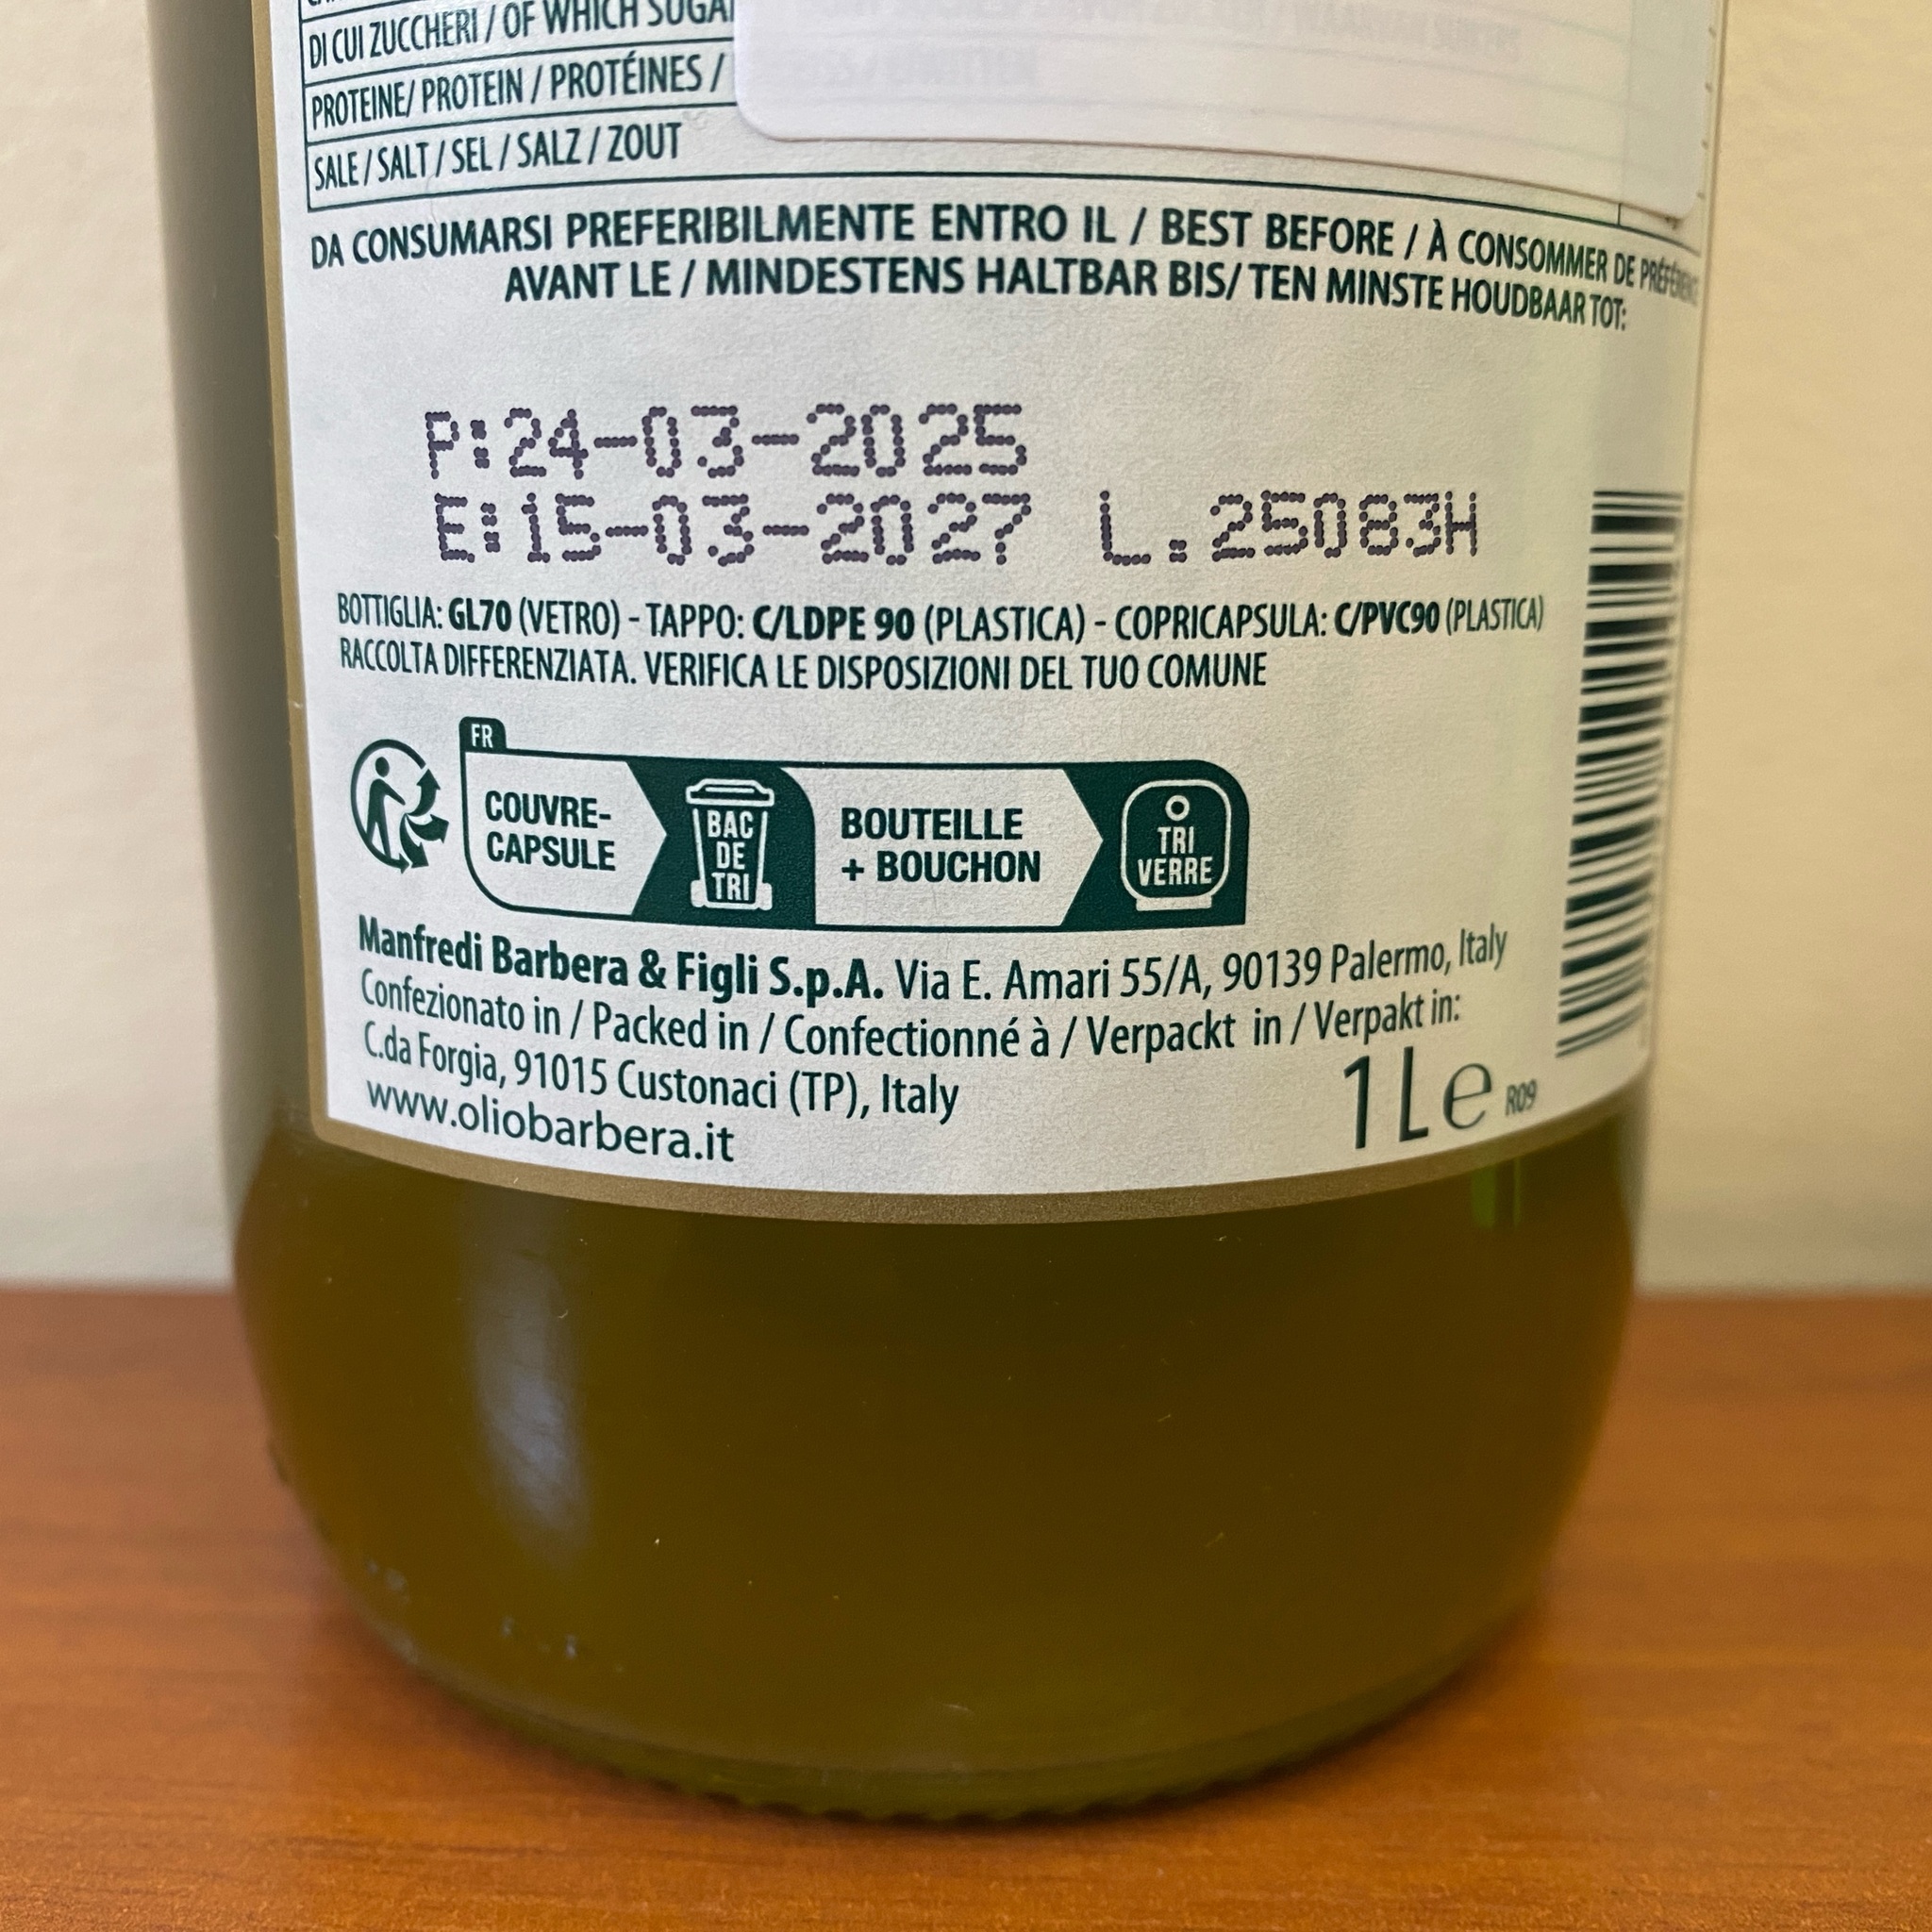 DI CUI ZUCCHERI / OF WHICH
PROTEINE/ PROTEIN / PROTÉINES /
SALE / SALT / SEL / SALZ / ZOUT
DA CONSUMARSI PREFERIBILMENTE ENTRO IL / BEST BEFORE / À CONSOMMER DE PRÉFÉRENCE
AVANT LE / MINDESTENS HALTBAR BIS/ TEN MINSTE HOUDBAAR TOT:
P:24-03-2025
E:15-03-2027 L.25083H
BOTTIGLIA: GL70 (VETRO) - TAPPO: C/LDPE 90 (PLASTICA) - COPRICAPSULA: C/PVC90 (PLASTICA)
RACCOLTA DIFFERENZIATA. VERIFICA LE DISPOSIZIONI DEL TUO COMUNE
FR
COUVRE-
CAPSULE
BAC
DE
TRI
BOUTEILLE
+ BOUCHON
TRI
VERRE
Manfredi Barbera & Figli S.p.A. Via E. Amari 55/A, 90139 Palermo, Italy
Confezionato in / Packed in / Confectionné à / Verpackt in / Verpakt in:
C.da Forgia, 91015 Custonaci (TP), Italy
www.oliobarbera.it
1 L e R09